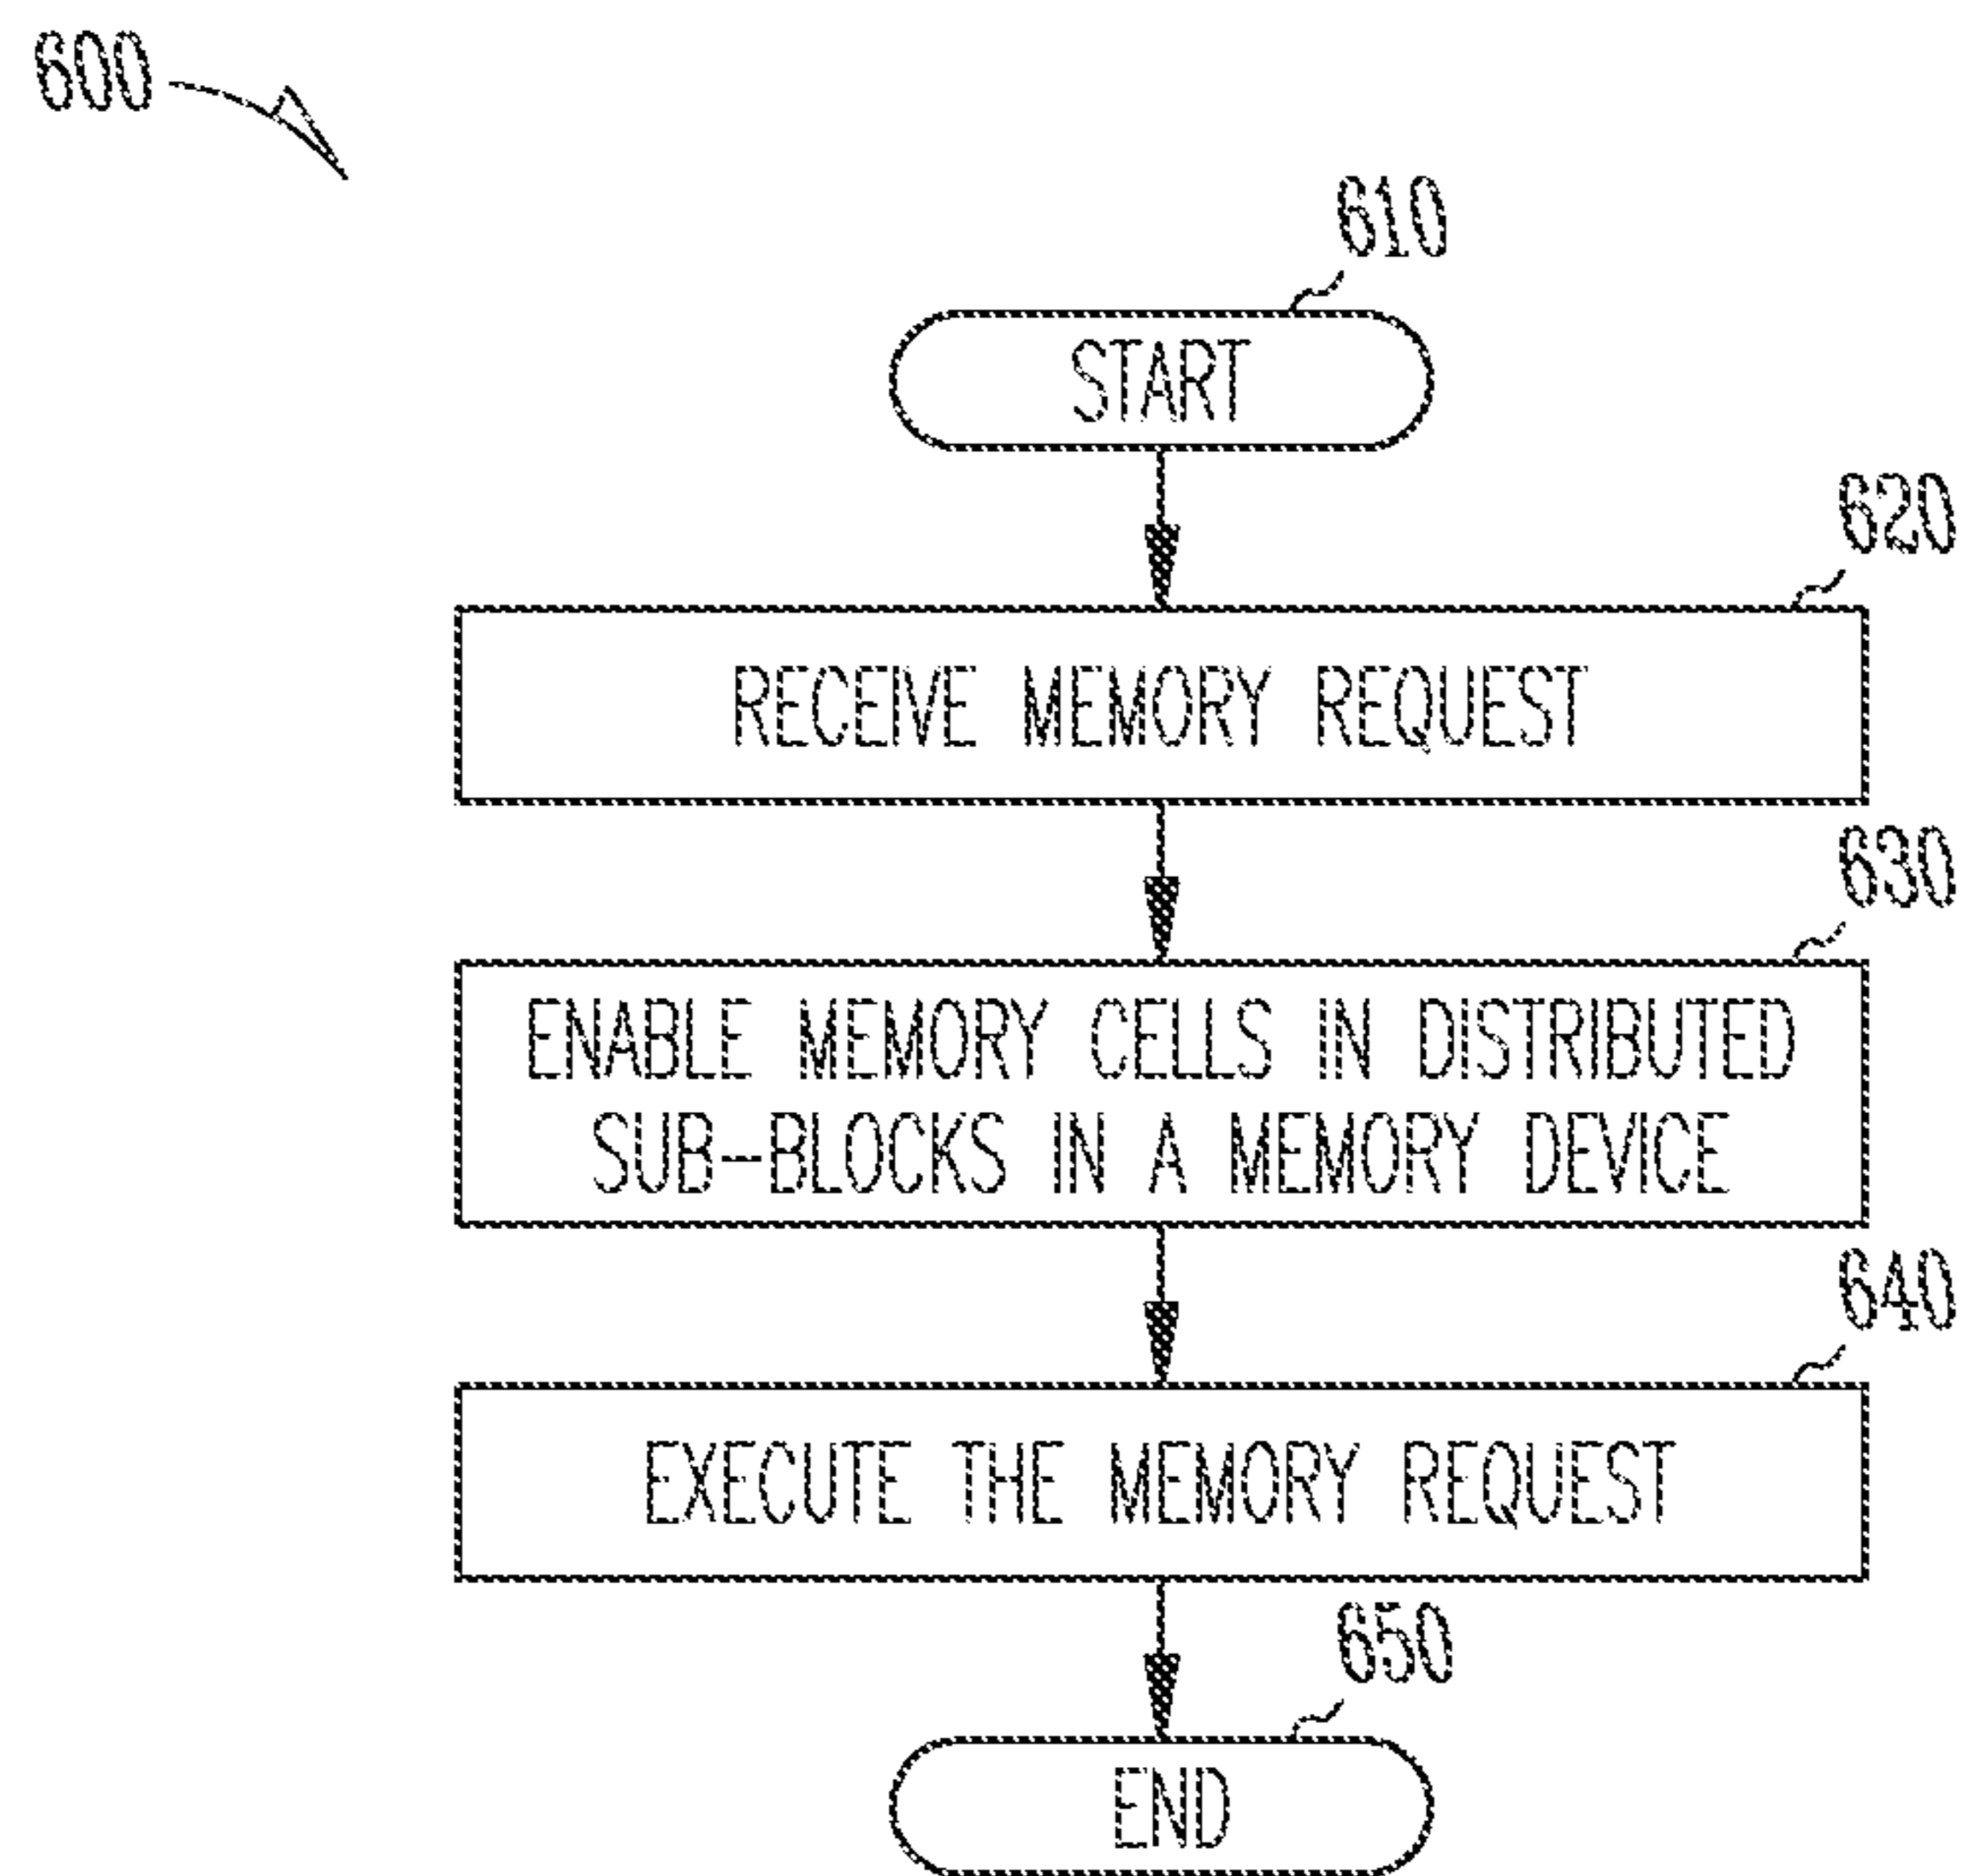 600
610
START
620
RECEIVE MEMORY REQUEST
630
ENABLE MEMORY CELLS IN DISTRIBUTED
SUB-BLOCKS IN A MEMORY DEVICE
640
EXECUTE THE MEMORY REQUEST
650
END